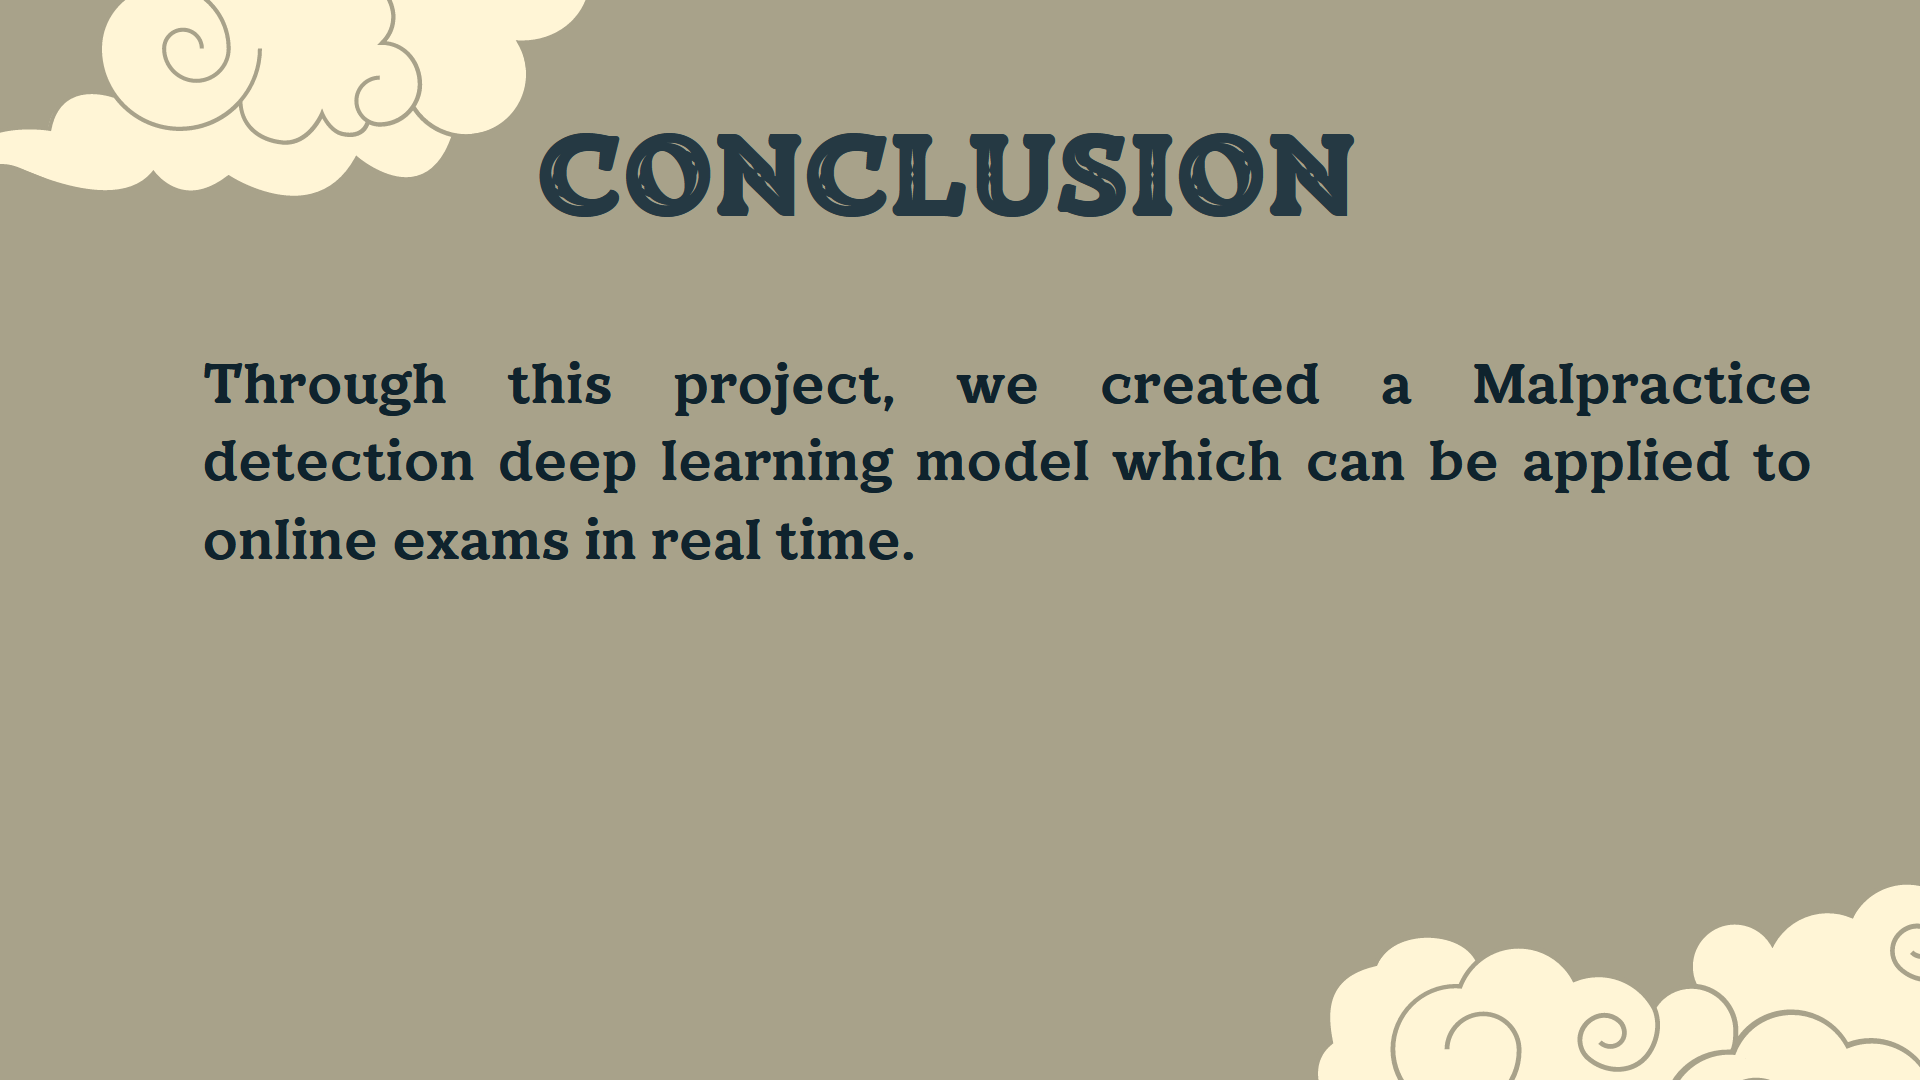 CONCLUSION
Through this project, we created a Malpractice
detection deep learning model which can be applied to
online exams in real time.